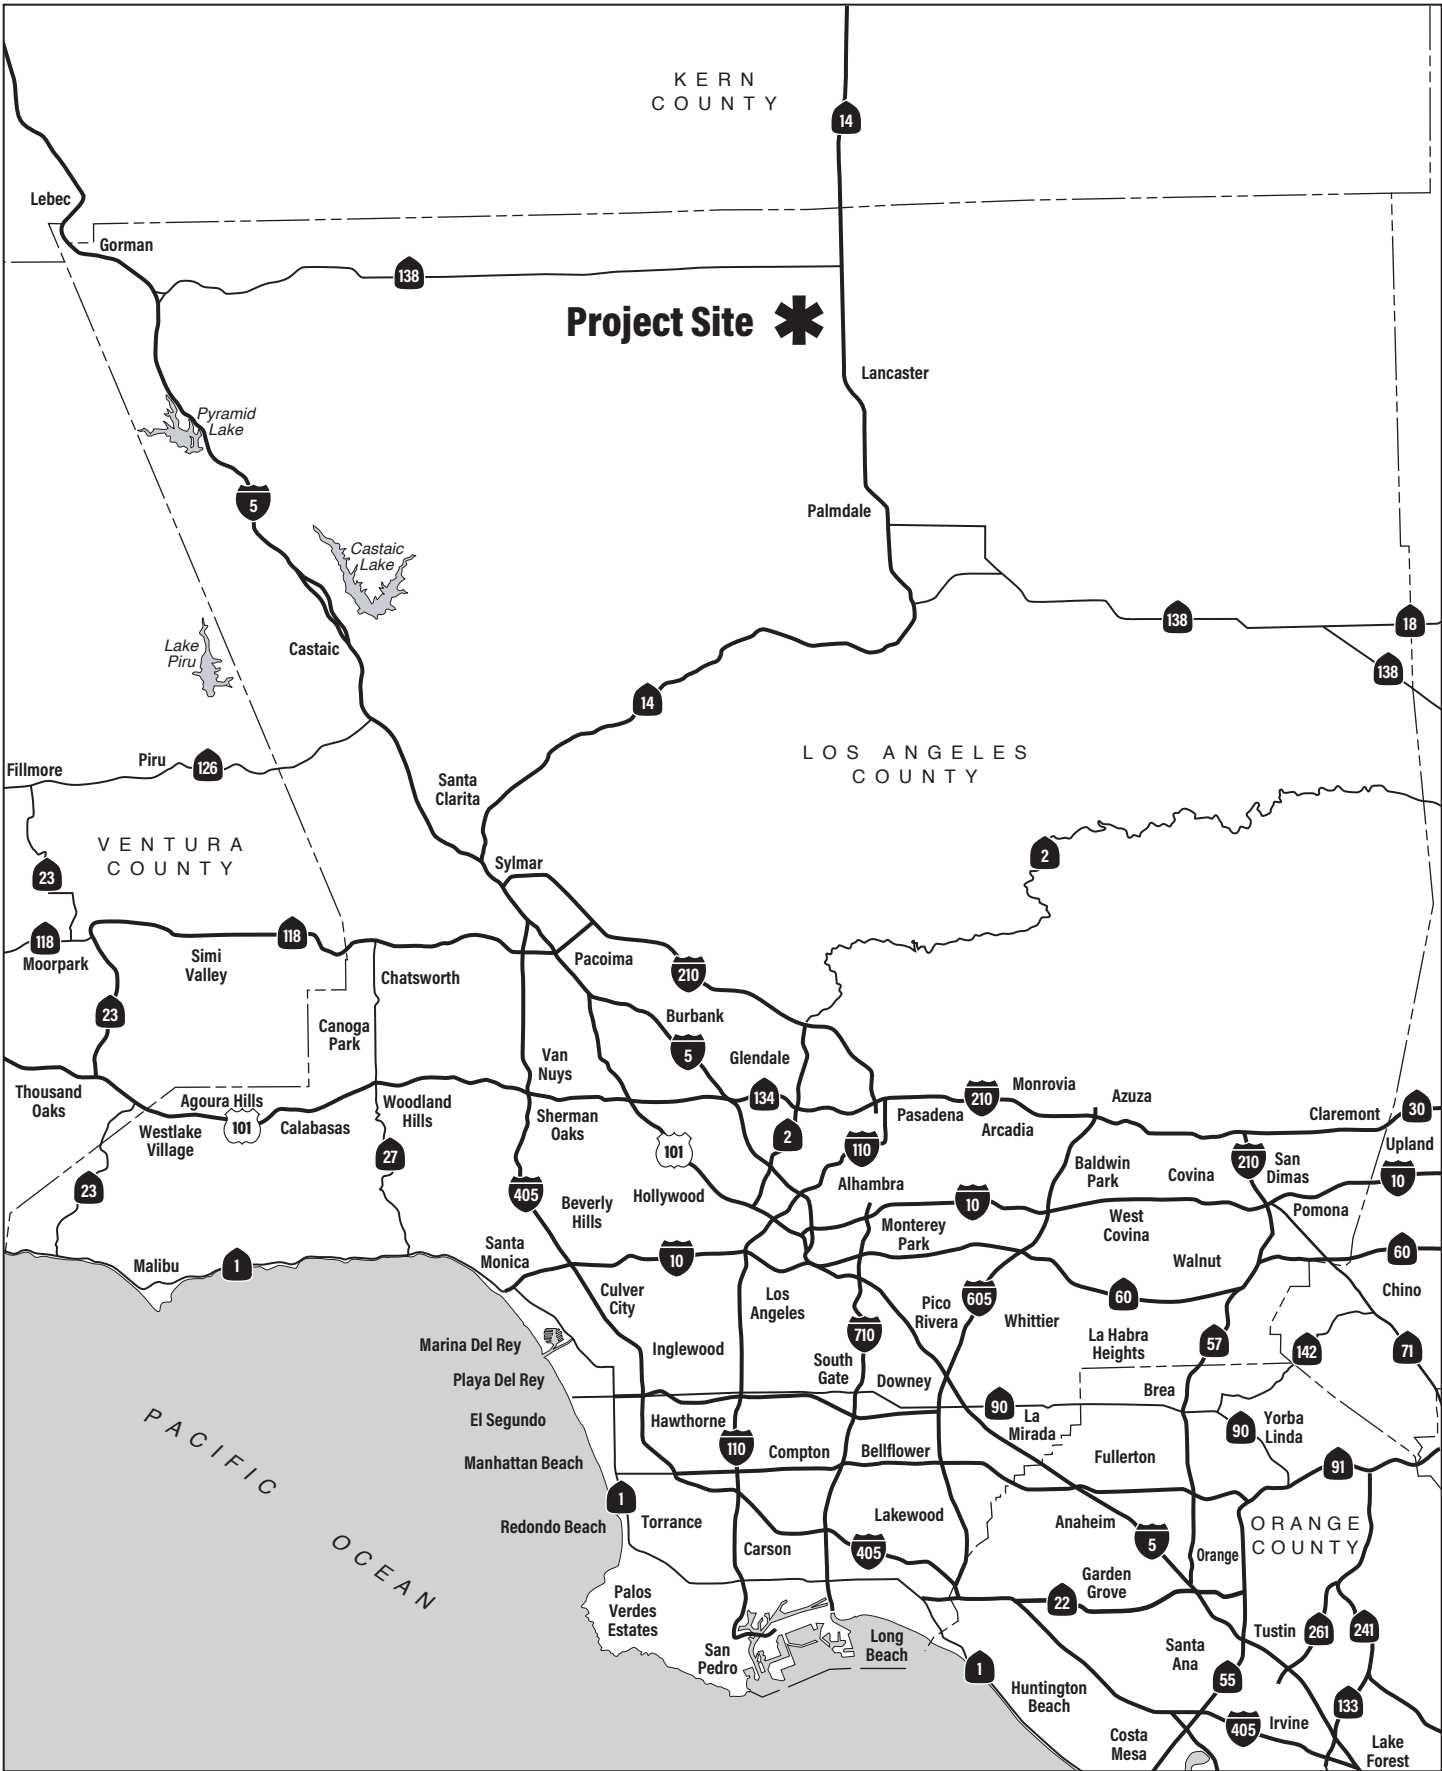 KERN
COUNTY
14
Lebec
Gorman
138
Project Site
Lancaster
Pyramid
Lake
5
Palmdale
Castaic
Lake
138
18
Lake
Piru
Castaic
138
14
LOS ANGELES
COUNTY
Piru
126
Fillmore
Santa
Clarita
VENTURA
COUNTY
2
Sylmar
23
118
118
Moorpark
Simi
Valley
Chatsworth
Pacoima
210
23
Canoga
Park
Burbank
5
Van
Nuys
Glendale
Thousand
Oaks
Agoura Hills
101
Westlake
Village
Calabasas
Woodland
Hills
Sherman
Oaks
134
2
101
110
Pasadena
210
Monrovia
Arcadia
Azuza
Claremont
30
Upland
27
23
405
Beverly
Hills
Hollywood
Alhambra
Baldwin
Park
Covina
210
San
Dimas
10
10
Pomona
Monterey
Park
West
Covina
Malibu
1
Santa
Monica
10
Walnut
60
Culver
City
Los
Angeles
Pico
Rivera
605
Whittier
60
Chino
Marina Del Rey
Inglewood
710
La Habra
Heights
57
142
71
South
Gate
Downey
Playa Del Rey
Brea
El Segundo
Hawthorne
90
La
Mirada
90
Yorba
Linda
110
Compton
Bellflower
Fullerton
Manhattan Beach
91
1
Redondo Beach
Torrance
Lakewood
Anaheim
5
ORANGE
COUNTY
Carson
405
Orange
PACIFIC
OCEAN
Palos
Verdes
Estates
Garden
Grove
22
San
Pedro
Long
Beach
Tustin
261
241
1
Santa
Ana
55
Huntington
Beach
133
Costa
Mesa
405
Irvine
Lake
Forest